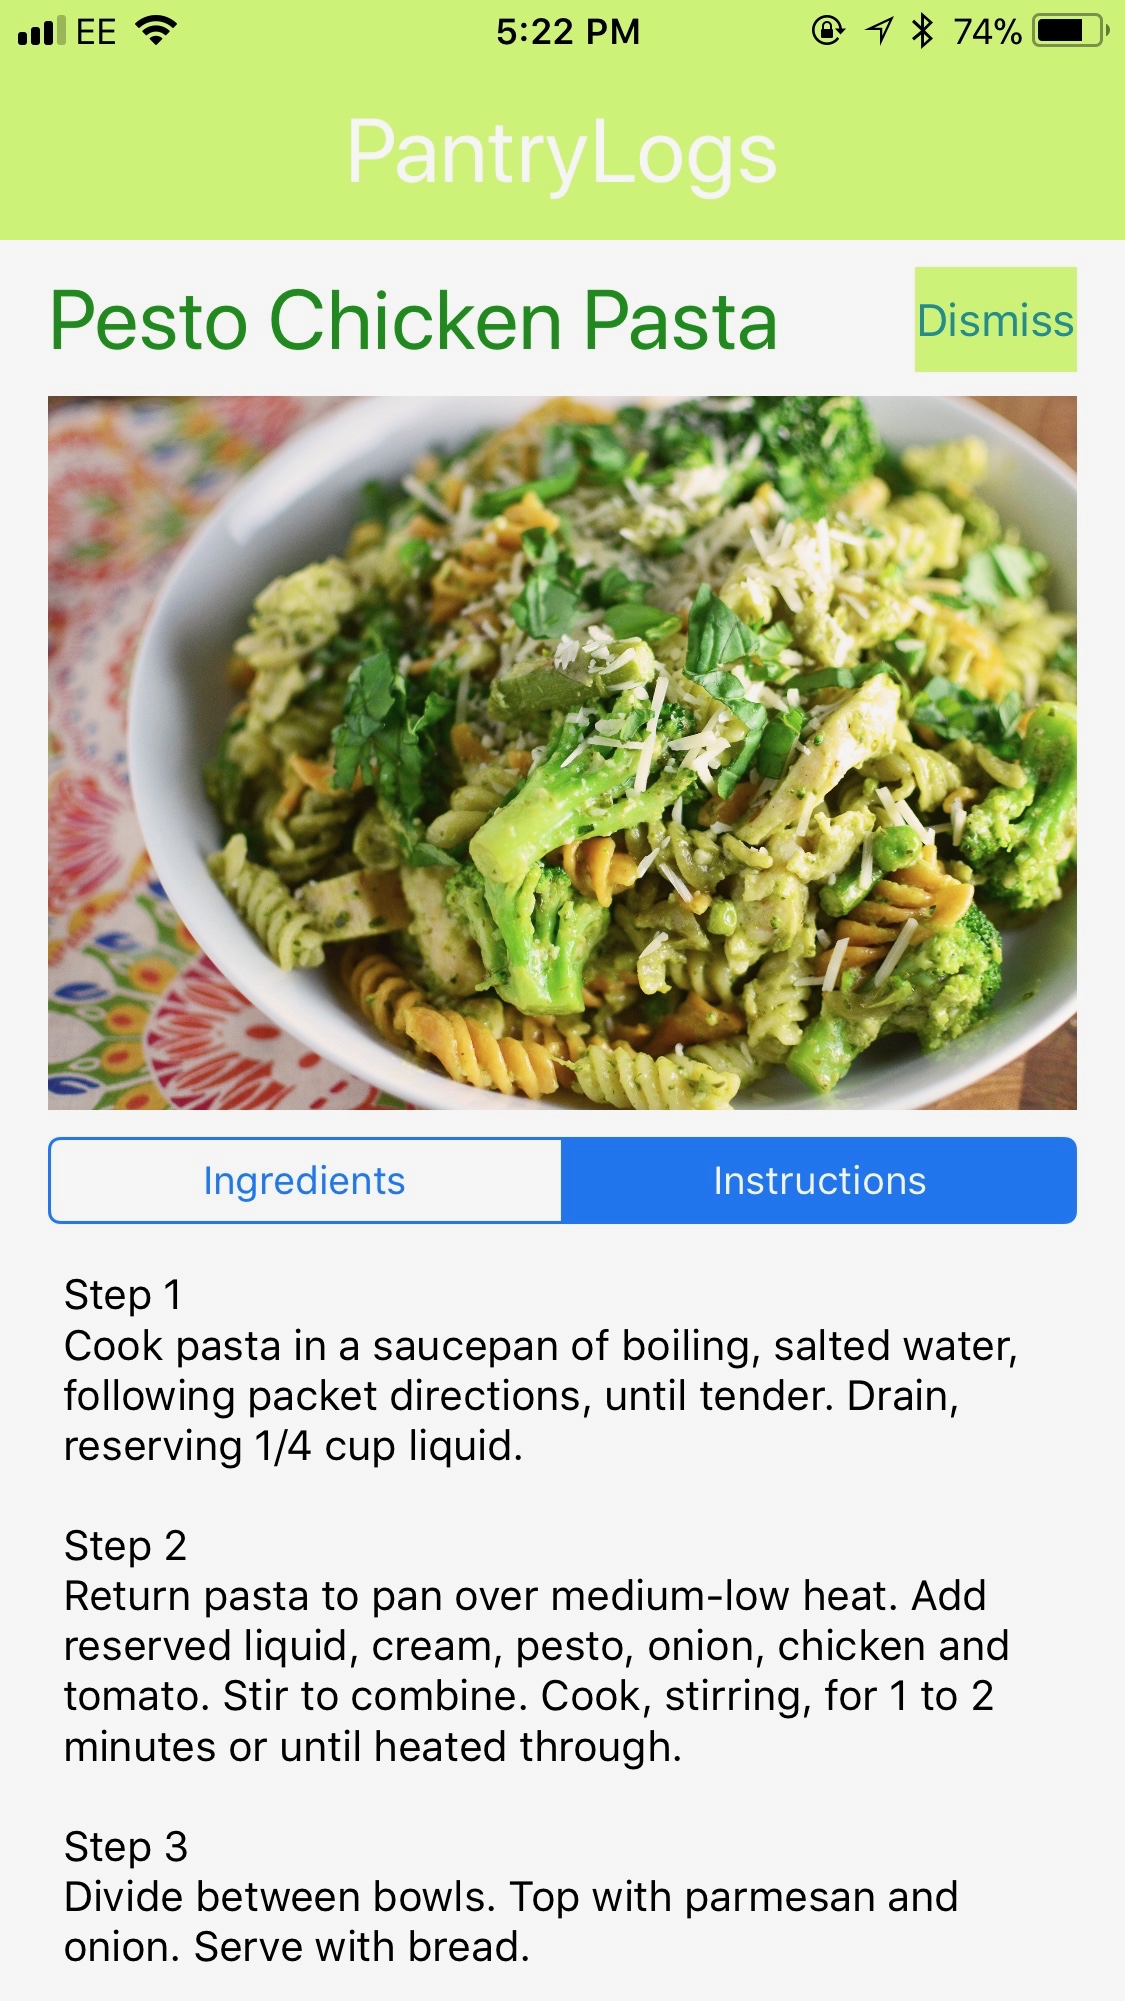 EE 5:22 PM 74%
PantryLogs
Pesto Chicken Pasta
Dismiss
Ingredients
Instructions
Step 1
Cook pasta in a saucepan of boiling, salted water,
following packet directions, until tender. Drain,
reserving 1/4 cup liquid.
Step 2
Return pasta to pan over medium-low heat. Add
reserved liquid, cream, pesto, onion, chicken and
tomato. Stir to combine. Cook, stirring, for 1 to 2
minutes or until heated through.
Step 3
Divide between bowls. Top with parmesan and
onion. Serve with bread.